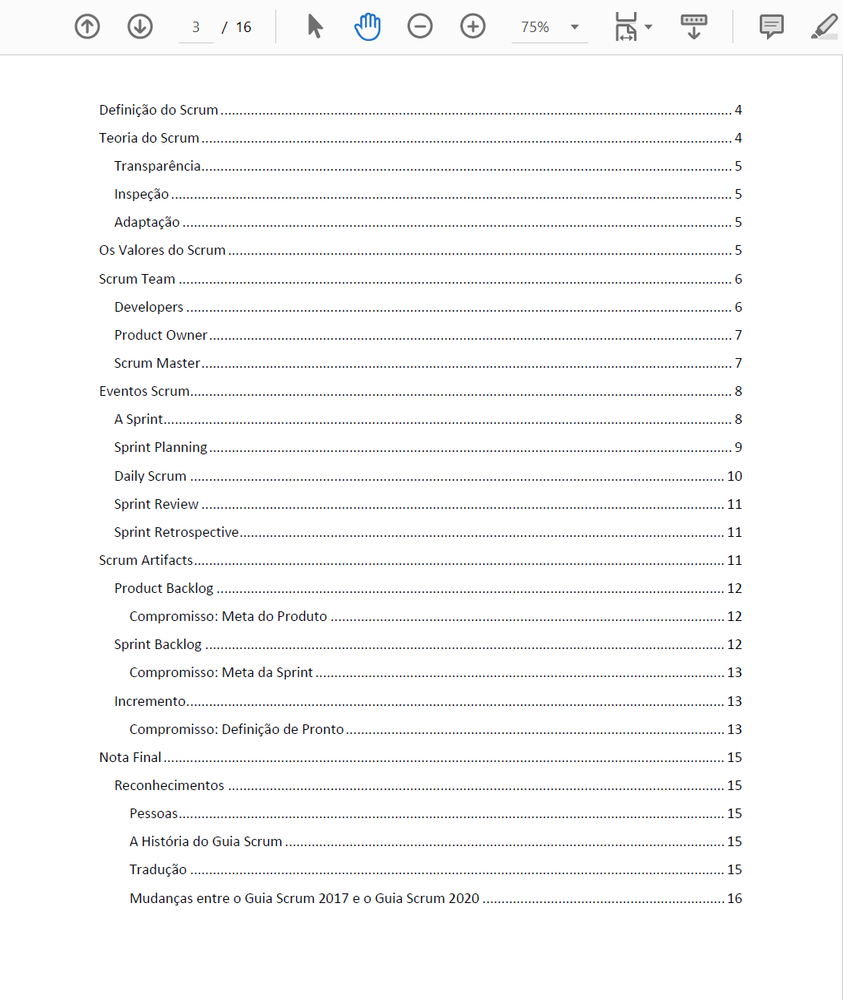 3 / 16 75%
Definição do Scrum ........ 4
Teoria do Scrum ........ 4
Transparência ........ 5
Inspeção ........ 5
Adaptação ........ 5
Os Valores do Scrum ........ 5
Scrum Team ........ 6
Developers ........ 6
Product Owner ........ 7
Scrum Master ........ 7
Eventos Scrum ........ 8
A Sprint ........ 8
Sprint Planning ........ 9
Daily Scrum ........ 10
Sprint Review ........ 11
Sprint Retrospective ........ 11
Scrum Artifacts ........ 11
Product Backlog ........ 12
Compromisso: Meta do Produto ........ 12
Sprint Backlog ........ 12
Compromisso: Meta da Sprint ........ 13
Incremento ........ 13
Compromisso: Definição de Pronto ........ 13
Nota Final ........ 15
Reconhecimentos ........ 15
Pessoas ........ 15
A História do Guia Scrum ........ 15
Tradução ........ 15
Mudanças entre o Guia Scrum 2017 e o Guia Scrum 2020 ........ 16